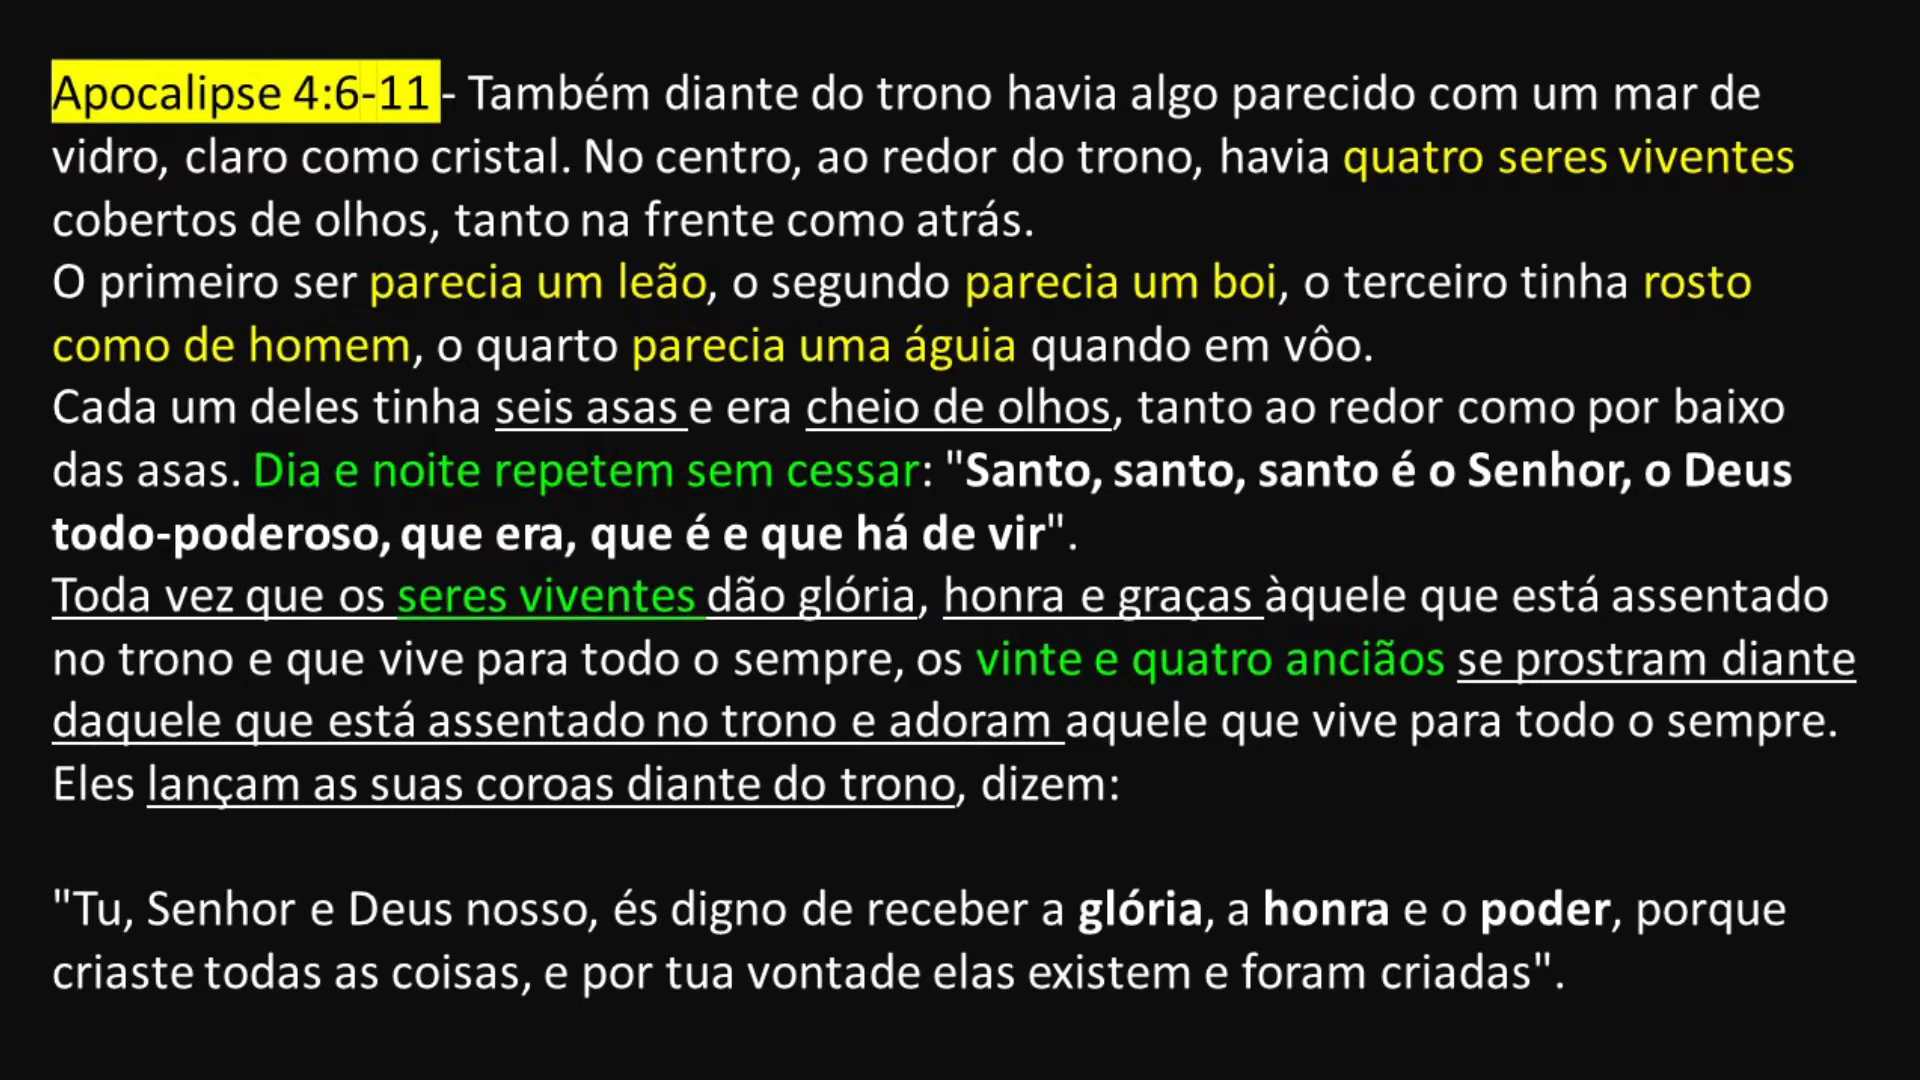 Apocalipse 4:6-11 - Também diante do trono havia algo parecido com um mar de
vidro, claro como cristal. No centro, ao redor do trono, havia quatro seres viventes
cobertos de olhos, tanto na frente como atrás.
O primeiro ser parecia um leão, o segundo parecia um boi, o terceiro tinha rosto
como de homem, o quarto parecia uma águia quando em vôo.
Cada um deles tinha seis asas e era cheio de olhos, tanto ao redor como por baixo
das asas. Dia e noite repetem sem cessar: "Santo, santo, santo é o Senhor, o Deus
todo-poderoso, que era, que é e que há de vir".
Toda vez que os seres viventes dão glória, honra e graças àquele que está assentado
no trono e que vive para todo o sempre, os vinte e quatro anciãos se prostram diante
daquele que está assentado no trono e adoram aquele que vive para todo o sempre.
Eles lançam as suas coroas diante do trono, dizem:
"Tu, Senhor e Deus nosso, és digno de receber a glória, a honra e o poder, porque
criaste todas as coisas, e por tua vontade elas existem e foram criadas".